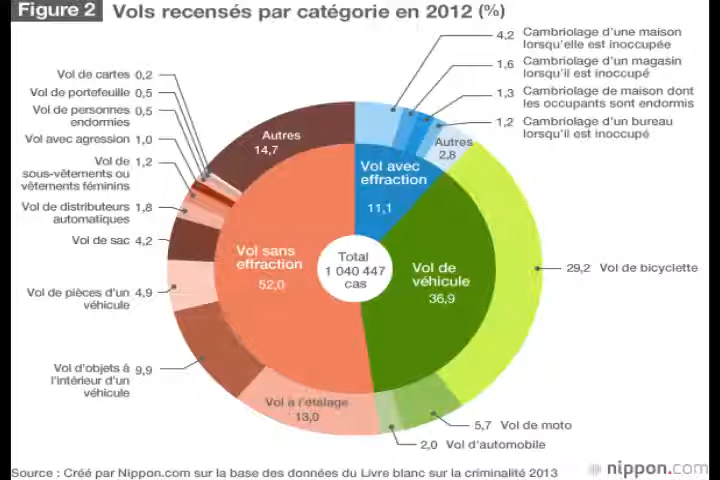 Figure 2 Vols recensés par catégorie en 2012 (%)
4,2 Cambriolage d'une maison
lorsqu'elle est inoccupée
1,6 Cambriolage d'un magasin
lorsqu'il est inoccupé
1,3 Cambriolage de maison dont
les occupants sont endormis
1,2 Cambriolage d'un bureau
lorsqu'il est inoccupé
Autres
2,8
Vol avec
effraction
11,1
Vol de
véhicule
36,9
29,2 Vol de bicyclette
5,7 Vol de moto
2,0 Vol d'automobile
Total
1 040 447
cas
Vol sans
effraction
52,0
Vol à l'étalage
13,0
Vol d'objets à 9,9
l'intérieur d'un
véhicule
Vol de pièces d'un 4,9
véhicule
Vol de sac 4,2
Vol de distributeurs 1,8
automatiques
Vol de 1,2
sous-vêtements ou
vêtements féminins
Vol avec agression 1,0
Vol de personnes 0,5
endormies
Vol de portefeuille 0,5
Vol de cartes 0,2
Autres
14,7
Source : Créé par Nippon.com sur la base des données du Livre blanc sur la criminalité 2013
nippon.com